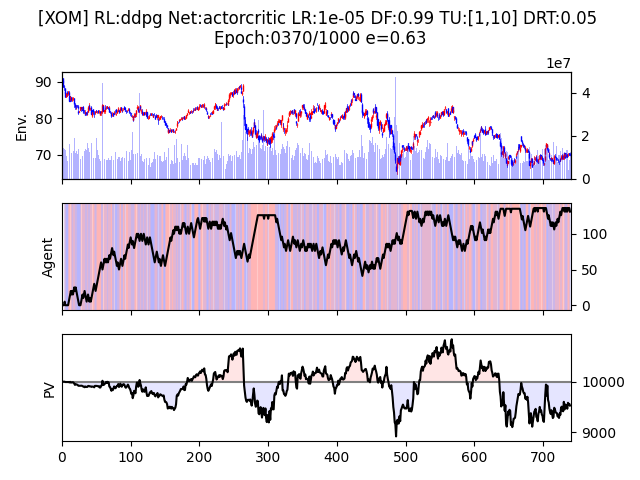 [XOM] RL:ddpg Net:actorcritic LR:1e-05 DF:0.99 TU:[1,10] DRT:0.05
Epoch:0370/1000 e=0.63
1e7
90
80
70
Env.
4
2
0
Agent
100
50
0
PV
10000
9000
0 100 200 300 400 500 600 700